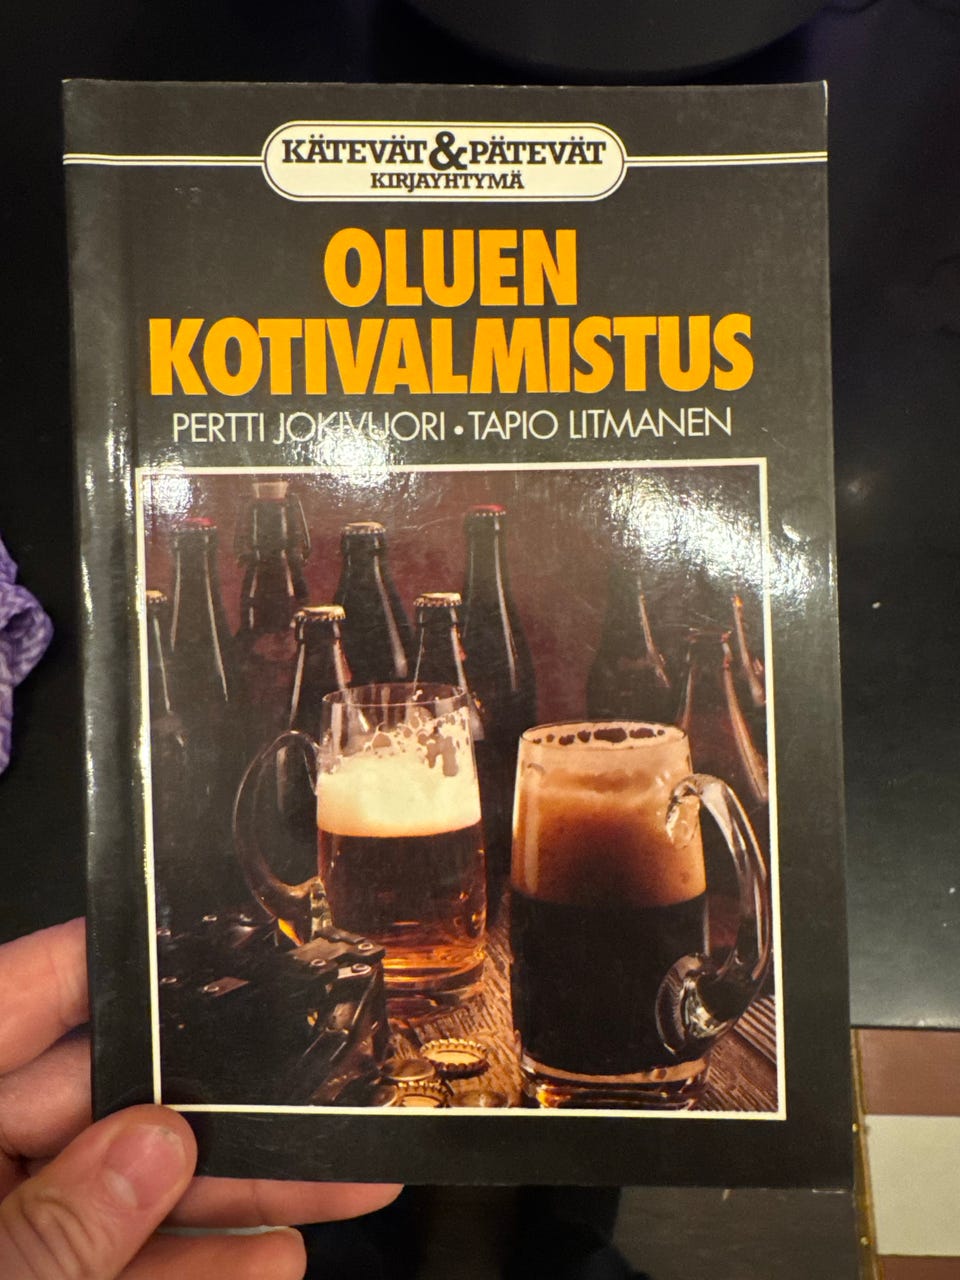 KÄTEVÄT & PÄTEVÄT
KIRJAYHTYMÄ
OLUEN
KOTIVALMISTUS
PERTTI JOKIVUORI • TAPIO LITMANEN